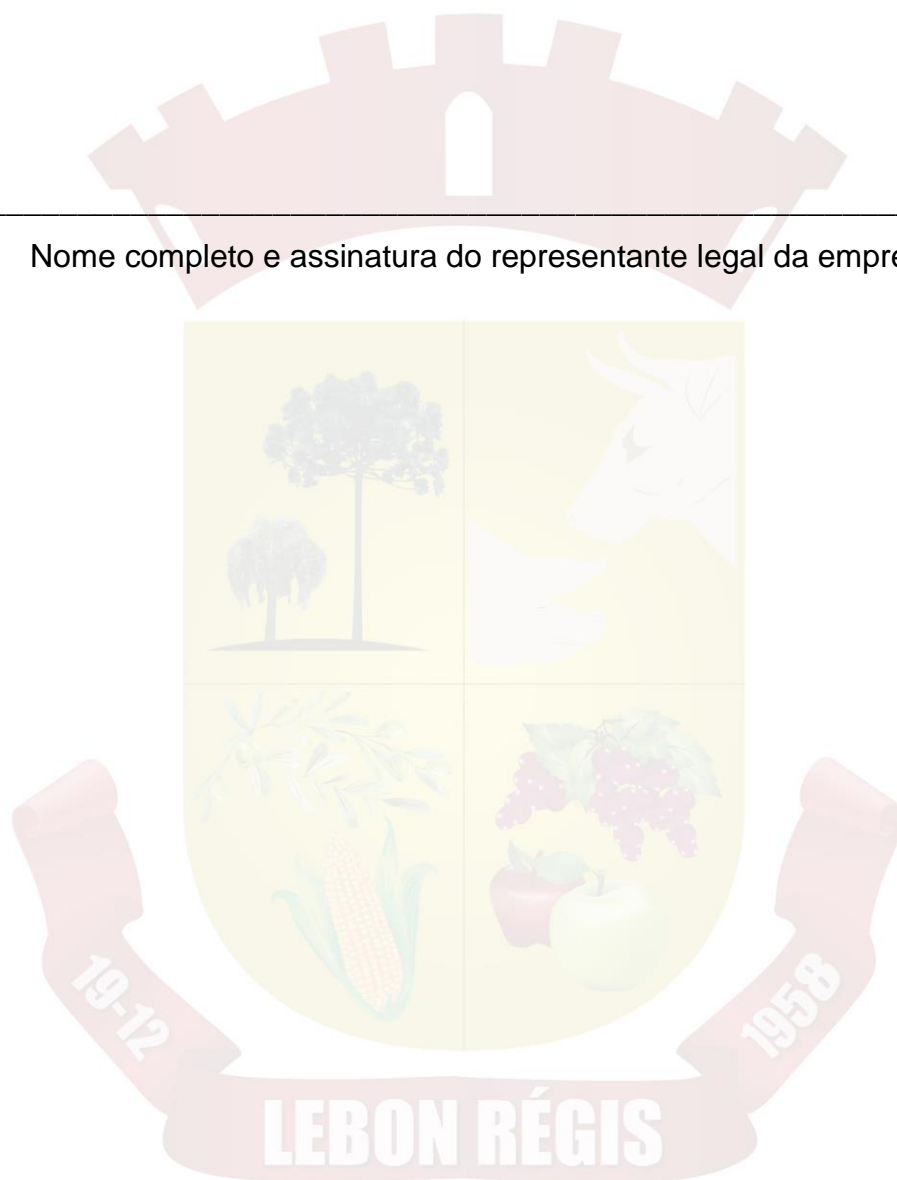 Nome completo e assinatura do representante legal da empre
19-12
1958
LEBON RÉGIS